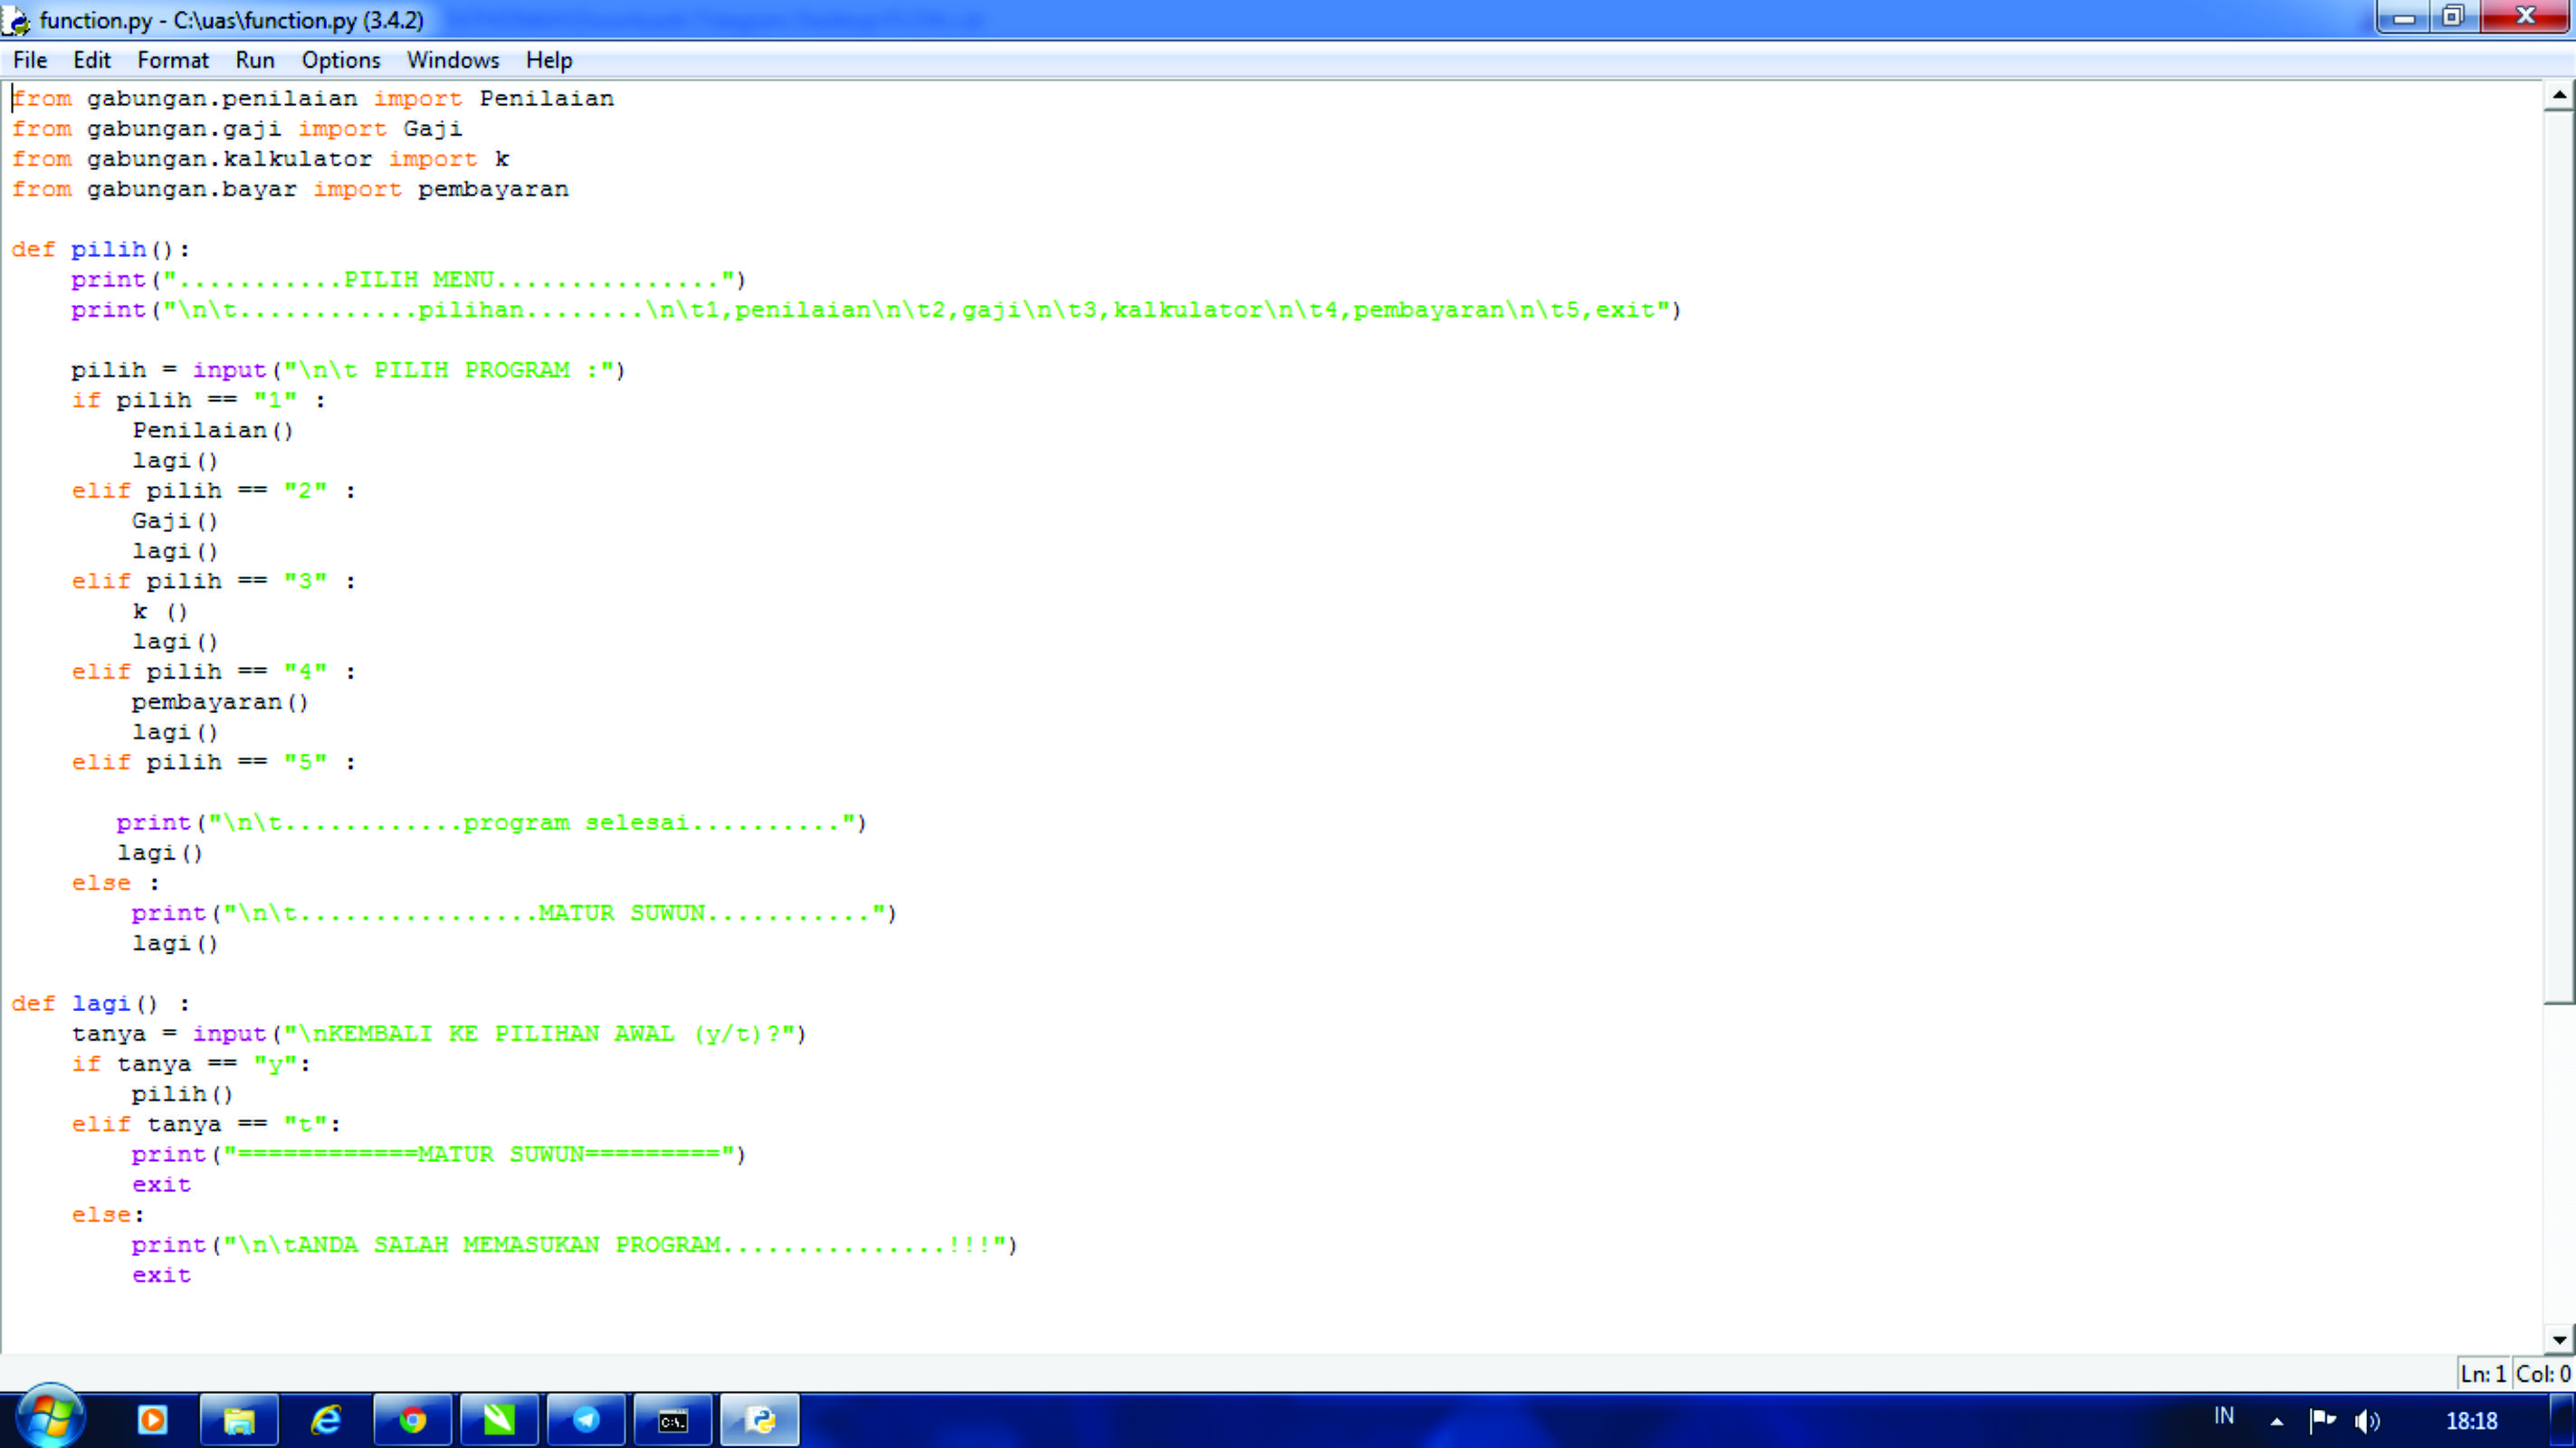 function.py - C:\uas\function.py (3.4.2)
File Edit Format Run Options Windows Help
from gabungan.penilaian import Penilaian
from gabungan.gaji import Gaji
from gabungan.kalkulator import k
from gabungan.bayar import pembayaran
def pilih():
    print("...........PILIH MENU...............")
    print("\n\t............pilihan........\n\t1,penilaian\n\t2,gaji\n\t3,kalkulator\n\t4,pembayaran\n\t5,exit")
    pilih = input("\n\t PILIH PROGRAM :")
    if pilih == "1" :
        Penilaian()
        lagi()
    elif pilih == "2" :
        Gaji()
        lagi()
    elif pilih == "3" :
        k ()
        lagi()
    elif pilih == "4" :
        pembayaran()
        lagi()
    elif pilih == "5" :
       print("\n\t............program selesai..........")
       lagi()
    else :
        print("\n\t................MATUR SUWUN...........")
        lagi()
def lagi() :
    tanya = input("\nKEMBALI KE PILIHAN AWAL (y/t)?")
    if tanya == "y":
        pilih()
    elif tanya == "t":
        print("============MATUR SUWUN=========")
        exit
    else:
        print("\n\tANDA SALAH MEMASUKAN PROGRAM...............!!!")
        exit
Ln: 1 Col: 0
C:\.
IN
18:18